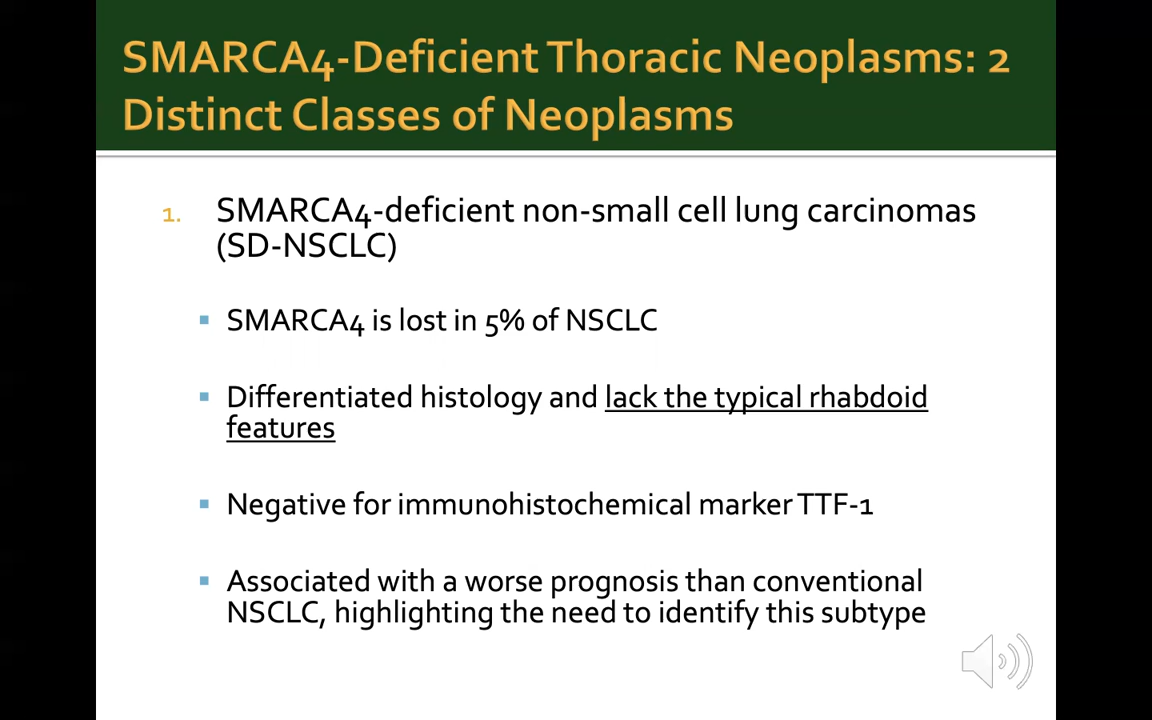 SMARCA4-Deficient Thoracic Neoplasms: 2
Distinct Classes of Neoplasms
1. SMARCA4-deficient non-small cell lung carcinomas
(SD-NSCLC)
▪ SMARCA4 is lost in 5% of NSCLC
▪ Differentiated histology and lack the typical rhabdoid
features
▪ Negative for immunohistochemical marker TTF-1
▪ Associated with a worse prognosis than conventional
NSCLC, highlighting the need to identify this subtype